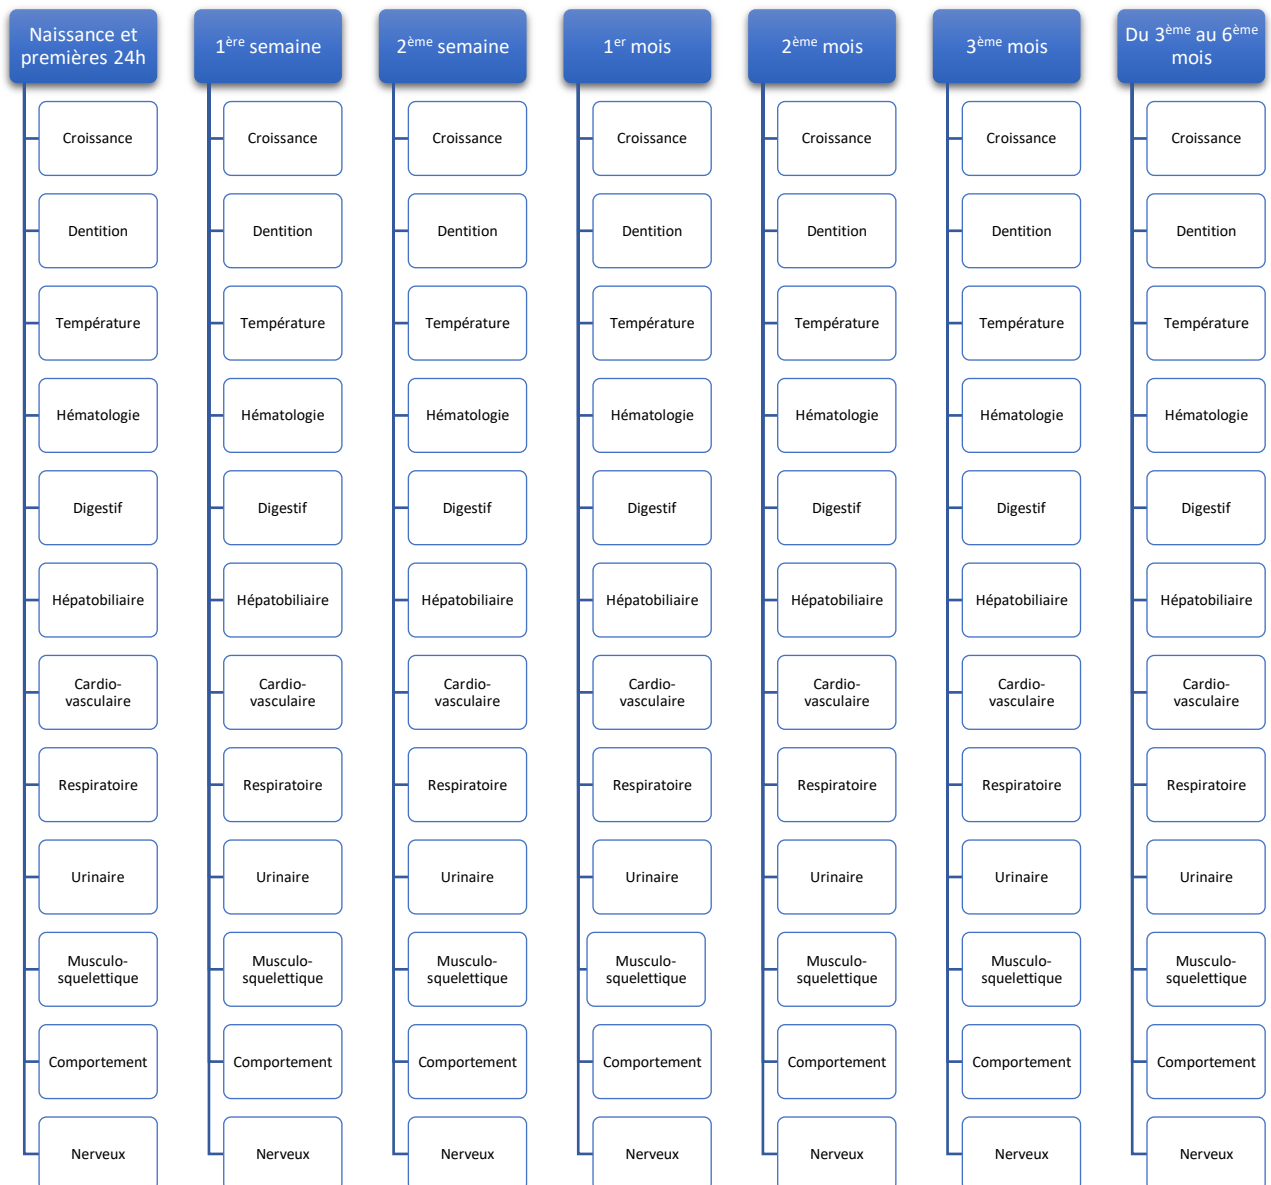 Naissance et
premières 24h
Croissance
Dentition
Température
Hématologie
Digestif
Hépatobiliaire
Cardio-
vasculaire
Respiratoire
Urinaire
Musculo-
squelettique
Comportement
Nerveux
1ère semaine
Croissance
Dentition
Température
Hématologie
Digestif
Hépatobiliaire
Cardio-
vasculaire
Respiratoire
Urinaire
Musculo-
squelettique
Comportement
Nerveux
2ème semaine
Croissance
Dentition
Température
Hématologie
Digestif
Hépatobiliaire
Cardio-
vasculaire
Respiratoire
Urinaire
Musculo-
squelettique
Comportement
Nerveux
1er mois
Croissance
Dentition
Température
Hématologie
Digestif
Hépatobiliaire
Cardio-
vasculaire
Respiratoire
Urinaire
Musculo-
squelettique
Comportement
Nerveux
2ème mois
Croissance
Dentition
Température
Hématologie
Digestif
Hépatobiliaire
Cardio-
vasculaire
Respiratoire
Urinaire
Musculo-
squelettique
Comportement
Nerveux
3ème mois
Croissance
Dentition
Température
Hématologie
Digestif
Hépatobiliaire
Cardio-
vasculaire
Respiratoire
Urinaire
Musculo-
squelettique
Comportement
Nerveux
Du 3ème au 6ème
mois
Croissance
Dentition
Température
Hématologie
Digestif
Hépatobiliaire
Cardio-
vasculaire
Respiratoire
Urinaire
Musculo-
squelettique
Comportement
Nerveux